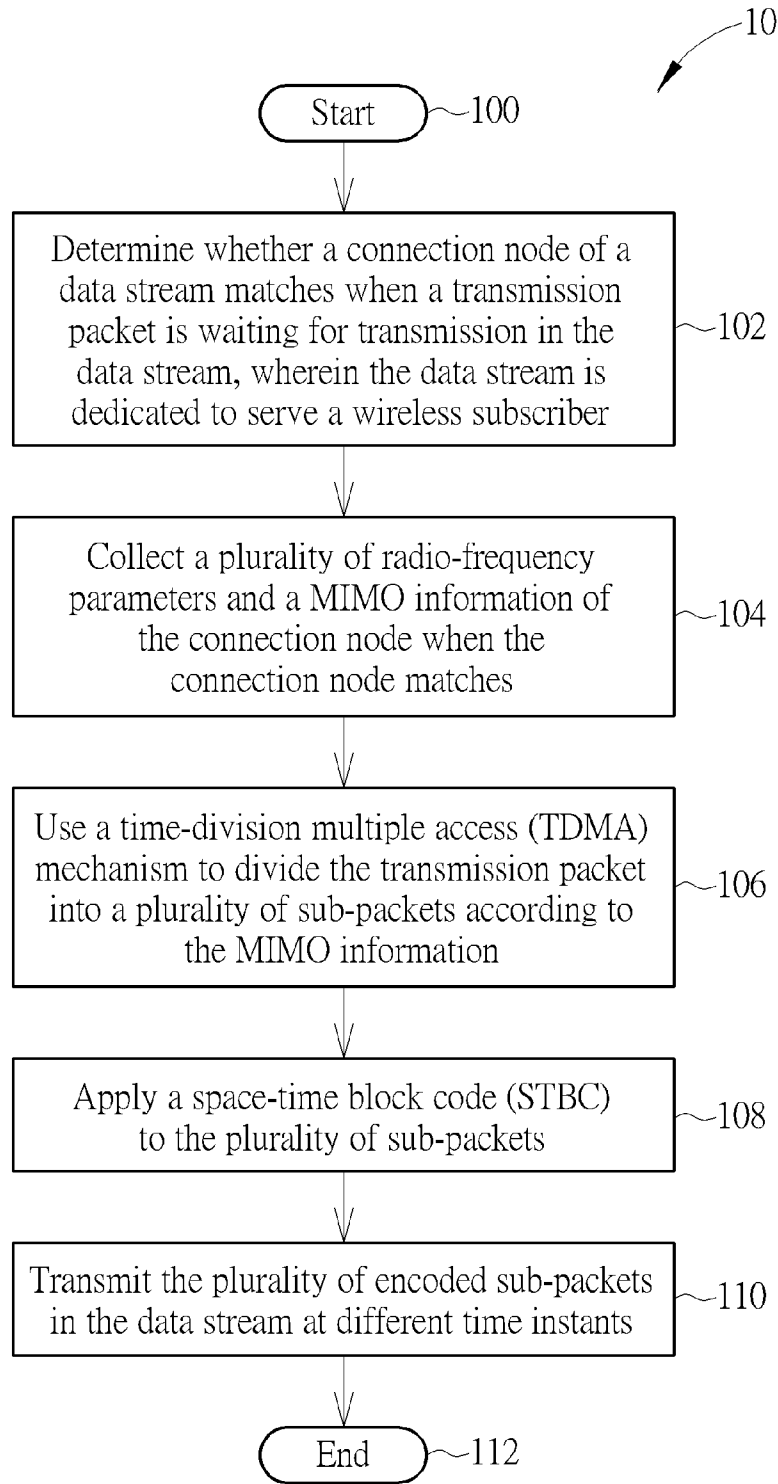 10
Start
100
Determine whether a connection node of a
data stream matches when a transmission
packet is waiting for transmission in the
data stream, wherein the data stream is
dedicated to serve a wireless subscriber
102
Collect a plurality of radio-frequency
parameters and a MIMO information of
the connection node when the
connection node matches
104
Use a time-division multiple access (TDMA)
mechanism to divide the transmission packet
into a plurality of sub-packets according to
the MIMO information
106
Apply a space-time block code (STBC)
to the plurality of sub-packets
108
Transmit the plurality of encoded sub-packets
in the data stream at different time instants
110
End
112